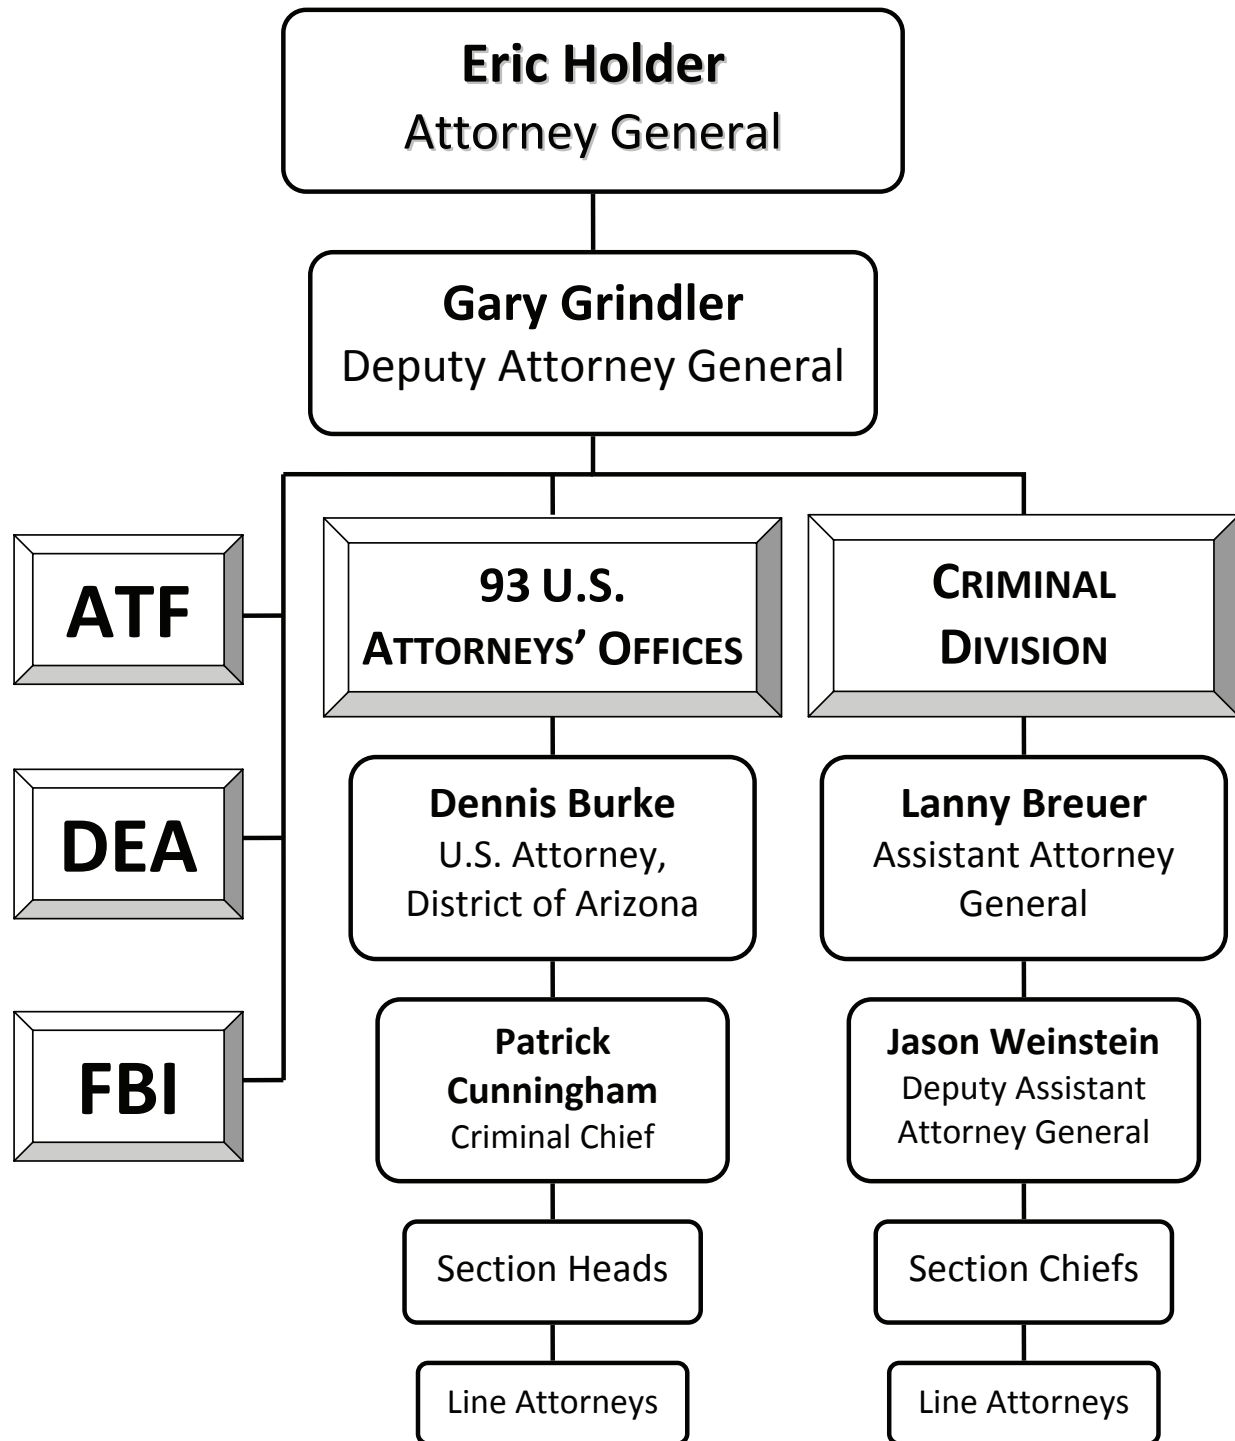 Eric Holder
Attorney General
Gary Grindler
Deputy Attorney General
ATF
DEA
FBI
93 U.S.
ATTORNEYS’ OFFICES
Dennis Burke
U.S. Attorney,
District of Arizona
Patrick
Cunningham
Criminal Chief
Section Heads
Line Attorneys
CRIMINAL
DIVISION
Lanny Breuer
Assistant Attorney
General
Jason Weinstein
Deputy Assistant
Attorney General
Section Chiefs
Line Attorneys